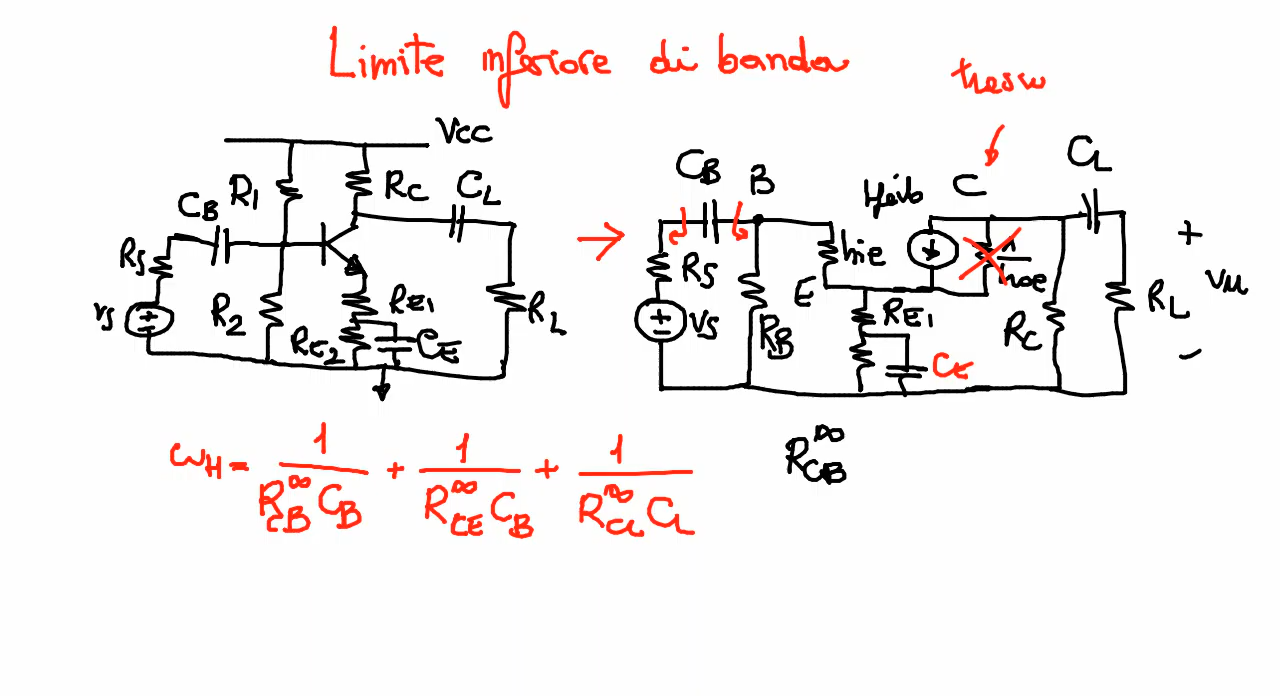 Limite inferiore di banda
VCC
R1
RC
CL
CB
RS
vs
R2
RE1
RE2
CE
RL
CB
B
hfeib
C
CL
RS
hie
1
hoe
+
vu
–
E
vs
RB
RE1
RC
RL
CE
ωH = 1/(R∞CB CB) + 1/(R∞CE CB) + 1/(R∞CL CL)
R∞CB